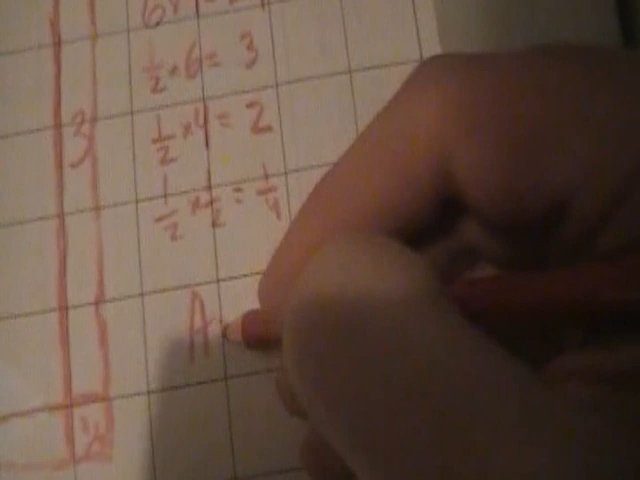 1/2 × 6 = 3
3
1/2 × 4 = 2
1/2 × 1/2 = 1/4
A